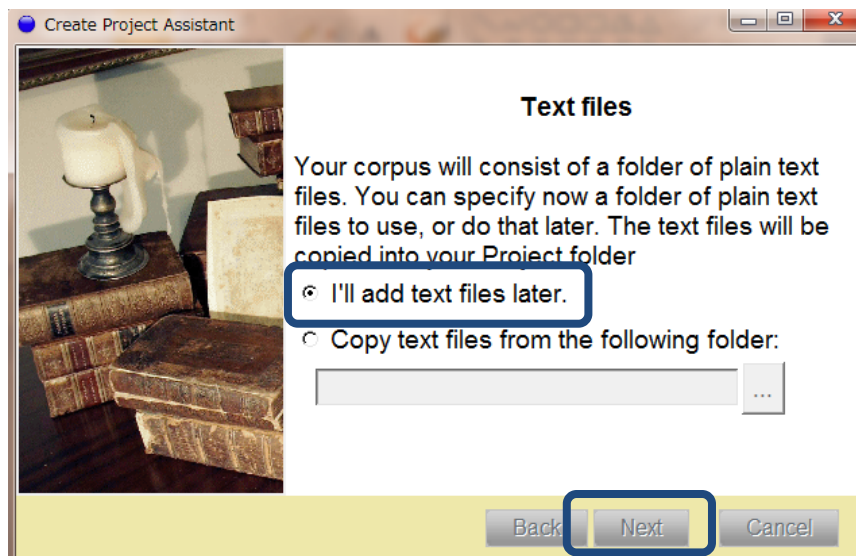 Create Project Assistant
Text files
Your corpus will consist of a folder of plain text
files. You can specify now a folder of plain text
files to use, or do that later. The text files will be
copied into your Project folder
I'll add text files later.
Copy text files from the following folder:
...
Back Next Cancel